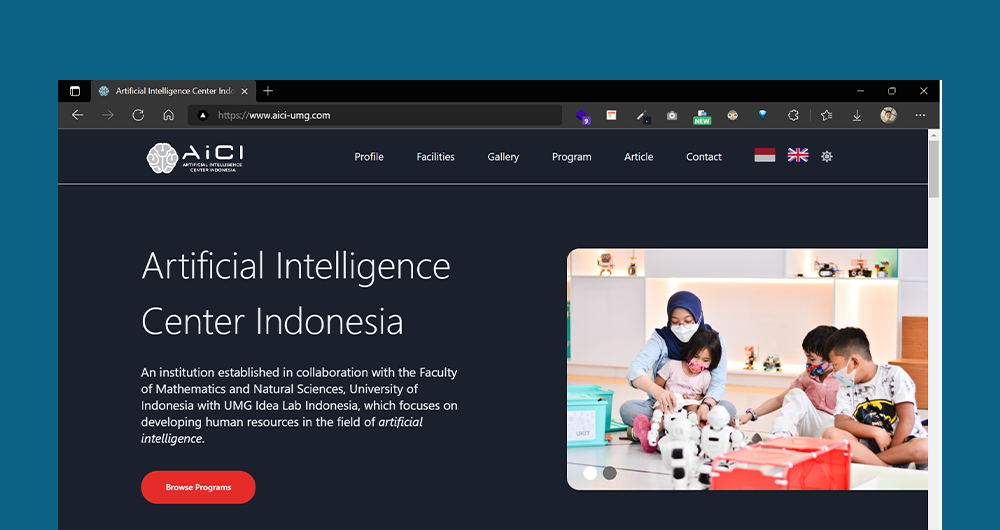 Artificial Intelligence Center Indo
https://www.aici-umg.com
9
NEW
AiCI
ARTIFICIAL INTELLIGENCE
CENTER INDONESIA
Profile
Facilities
Gallery
Program
Article
Contact
Artificial Intelligence
Center Indonesia
An institution established in collaboration with the Faculty
of Mathematics and Natural Sciences, University of
Indonesia with UMG Idea Lab Indonesia, which focuses on
developing human resources in the field of artificial
intelligence.
Browse Programs
UKIT